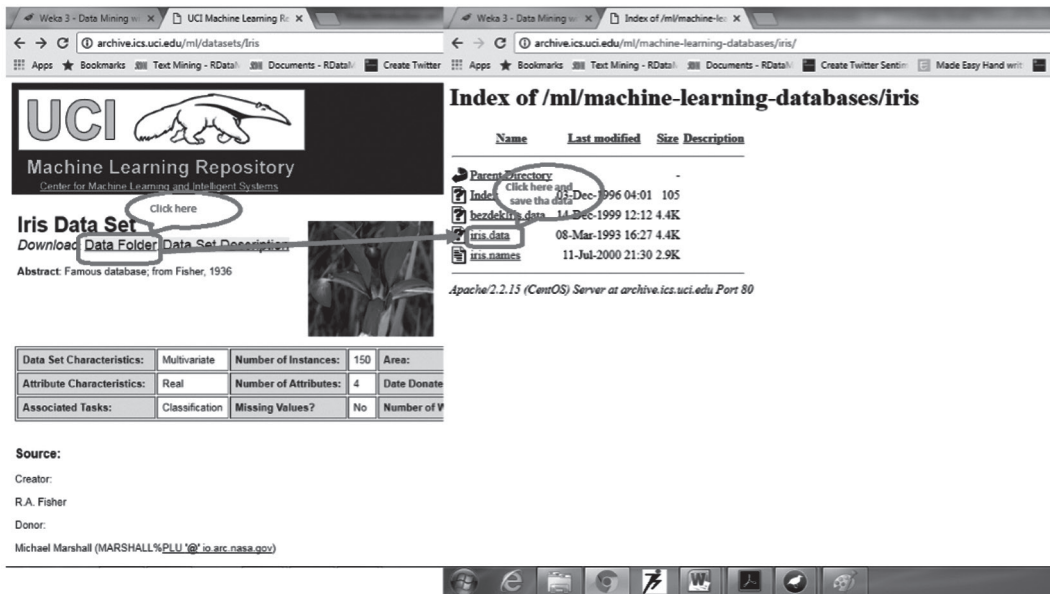 Weka 3 - Data Mining w
UCI Machine Learning Re
archive.ics.uci.edu/ml/datasets/Iris
Apps Bookmarks Text Mining - RData Documents - RData Create Twitter
UCI
Machine Learning Repository
Center for Machine Learning and Intelligent Systems
Click here
Iris Data Set
Download: Data Folder, Data Set Description
Abstract: Famous database; from Fisher, 1936
Data Set Characteristics: Multivariate Number of Instances: 150 Area:
Attribute Characteristics: Real Number of Attributes: 4 Date Donate
Associated Tasks: Classification Missing Values? No Number of W
Source:
Creator:
R.A. Fisher
Donor:
Michael Marshall (MARSHALL%PLU '@' io.arc.nasa.gov)
Weka 3 - Data Mining w
Index of /ml/machine-lea
archive.ics.uci.edu/ml/machine-learning-databases/iris/
Apps Bookmarks Text Mining - RData Documents - RData Create Twitter Sentim Made Easy Hand writ
Index of /ml/machine-learning-databases/iris
Name Last modified Size Description
Parent Directory -
Click here and
save tha data
Index 03-Dec-1996 04:01 105
bezdekIris.data 14-Dec-1999 12:12 4.4K
iris.data 08-Mar-1993 16:27 4.4K
iris.names 11-Jul-2000 21:30 2.9K
Apache/2.2.15 (CentOS) Server at archive.ics.uci.edu Port 80